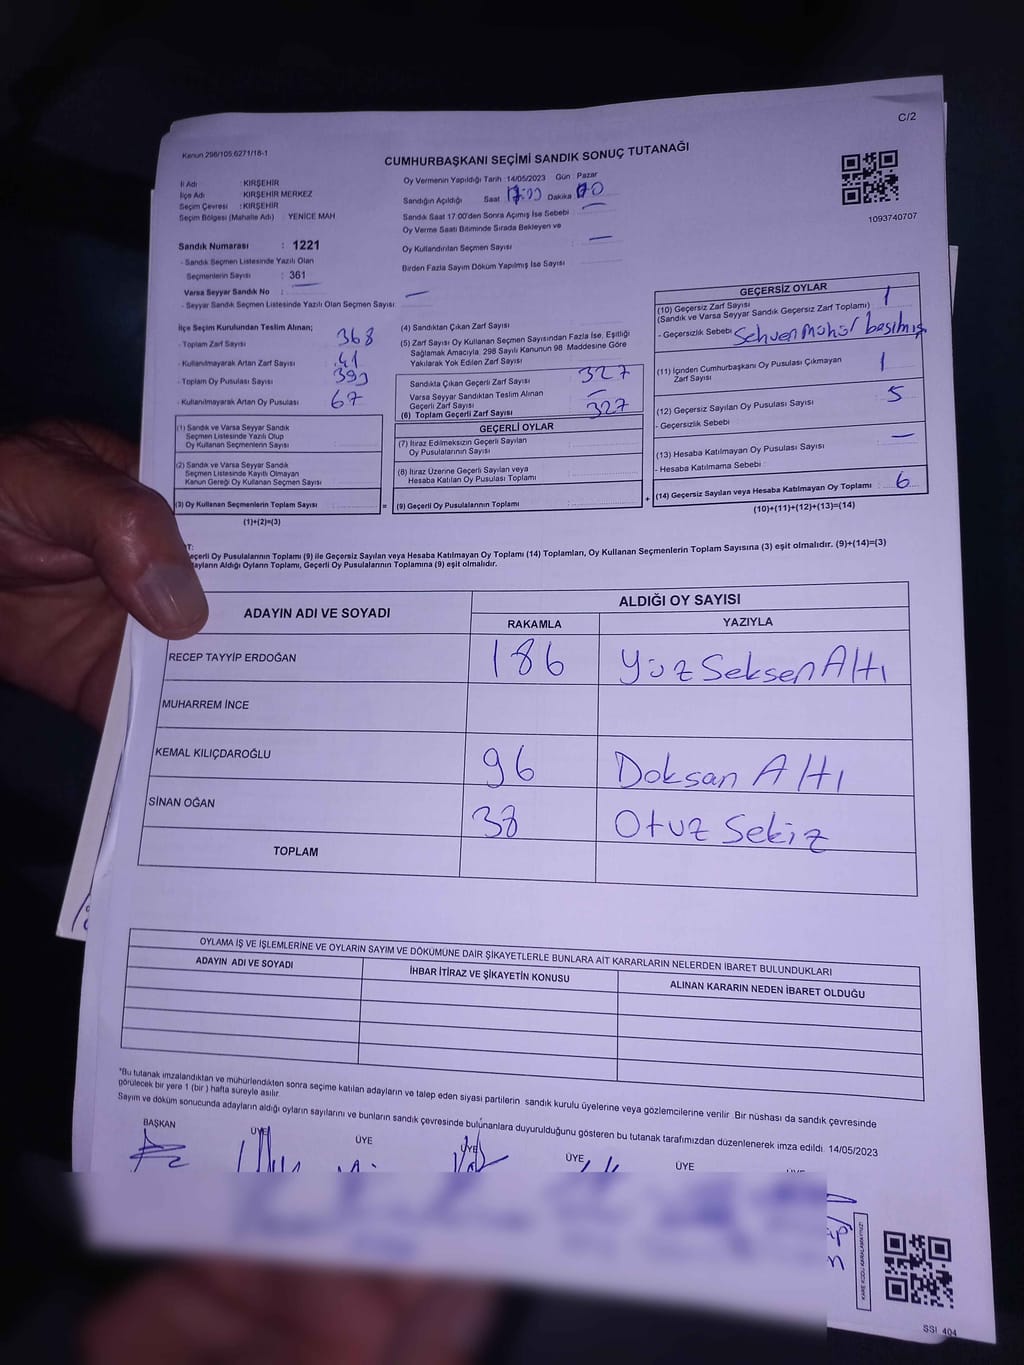 C/2
Kanun 298/105.6271/18-1
CUMHURBAŞKANI SEÇİMİ SANDIK SONUÇ TUTANAĞI
1093740707
İl Adı : KIRŞEHİR
İlçe Adı : KIRŞEHİR MERKEZ
Seçim Çevresi : KIRŞEHİR
Seçim Bölgesi (Mahalle Adı) : YENİCE MAH
Sandık Numarası : 1221
- Sandık Seçmen Listesinde Yazılı Olan
Seçmenlerin Sayısı : 361
Varsa Seyyar Sandık No :
- Seyyar Sandık Seçmen Listesinde Yazılı Olan Seçmen Sayısı : —
Oy Vermenin Yapıldığı Tarih :14/05/2023 Gün : Pazar
Sandığın Açıldığı Saat Dakika
Sandık Saat 17:00'den Sonra Açımış İse Sebebi
Oy Verme Saati Bitiminde Sırada Bekleyen ve
Oy Kullandırılan Seçmen Sayısı : —
Birden Fazla Sayım Döküm Yapılmış İse Sayısı
İlçe Seçim Kurulundan Teslim Alınan;
- Toplam Zarf Sayısı : 368
- Kullanılmayarak Artan Zarf Sayısı : 41
- Toplam Oy Pusulası Sayısı
- Kullanılmayarak Artan Oy Pusulası : 67
(1) Sandık ve Varsa Seyyar Sandık
Seçmen Listesinde Yazılı Olup
Oy Kullanan Seçmenlerin Sayısı
(2) Sandık ve Varsa Seyyar Sandık
Seçmen Listesinde Kayıtlı Olmayan
Kanun Gereği Oy Kullanan Seçmen Sayısı
(3) Oy Kullanan Seçmenlerin Toplam Sayısı =
(1)+(2)=(3)
(4) Sandıktan Çıkan Zarf Sayısı
(5) Zarf Sayısı Oy Kullanan Seçmen Sayısından Fazla İse, Eşitliği
Sağlamak Amacıyla, 298 Sayılı Kanunun 98. Maddesine Göre
Yakılarak Yok Edilen Zarf Sayısı
Sandıkta Çıkan Geçerli Zarf Sayısı : 327
Varsa Seyyar Sandıktan Teslim Alınan
Geçerli Zarf Sayısı : —
(6) Toplam Geçerli Zarf Sayısı : 327
GEÇERLİ OYLAR
(7) İtiraz Edilmeksizin Geçerli Sayılan
Oy Pusulalarının Sayısı
(8) İtiraz Üzerine Geçerli Sayılan veya
Hesaba Katılan Oy Pusulası Toplamı
(9) Geçerli Oy Pusulalarının Toplamı +
GEÇERSİZ OYLAR
(10) Geçersiz Zarf Sayısı
(Sandık ve Varsa Seyyar Sandık Geçersiz Zarf Toplamı) : 1
- Geçersizlik Sebebi : Sehven Mühür basılmış
(11) İçinden Cumhurbaşkanı Oy Pusulası Çıkmayan
Zarf Sayısı : 1
(12) Geçersiz Sayılan Oy Pusulası Sayısı : 5
- Geçersizlik Sebebi :
(13) Hesaba Katılmayan Oy Pusulası Sayısı : —
- Hesaba Katılmama Sebebi :
(14) Geçersiz Sayılan veya Hesaba Katılmayan Oy Toplamı : 6
(10)+(11)+(12)+(13)=(14)
T:
eçerli Oy Pusulalarının Toplamı (9) ile Geçersiz Sayılan veya Hesaba Katılmayan Oy Toplamı (14) Toplamları, Oy Kullanan Seçmenlerin Toplam Sayısına (3) eşit olmalıdır. (9)+(14)=(3)
ayların Aldığı Oyların Toplamı, Geçerli Oy Pusulalarının Toplamına (9) eşit olmalıdır.
ADAYIN ADI VE SOYADI ALDIĞI OY SAYISI
RAKAMLA YAZIYLA
RECEP TAYYİP ERDOĞAN 186 Yüz Seksen Altı
MUHARREM İNCE
KEMAL KILIÇDAROĞLU 96 Doksan Altı
SİNAN OĞAN 38 Otuz Sekiz
TOPLAM
OYLAMA İŞ VE İŞLEMLERİNE VE OYLARIN SAYIM VE DÖKÜMÜNE DAİR ŞİKAYETLERLE BUNLARA AİT KARARLARIN NELERDEN İBARET BULUNDUKLARI
ADAYIN ADI VE SOYADI İHBAR İTİRAZ VE ŞİKAYETİN KONUSU ALINAN KARARIN NEDEN İBARET OLDUĞU
*Bu tutanak imzalandıktan ve mühürlendikten sonra seçime katılan adayların ve talep eden siyasi partilerin sandık kurulu üyelerine veya gözlemcilerine verilir .Bir nüshası da sandık çevresinde
görülecek bir yere 1 (bir ) hafta süreyle asılır.
Sayım ve döküm sonucunda adayların aldığı oyların sayılarını ve bunların sandık çevresinde bulunanlara duyurulduğunu gösteren bu tutanak tarafımızdan düzenlenerek imza edildi. 14/05/2023
BAŞKAN ÜYE ÜYE ÜYE ÜYE ÜYE
SSI 404